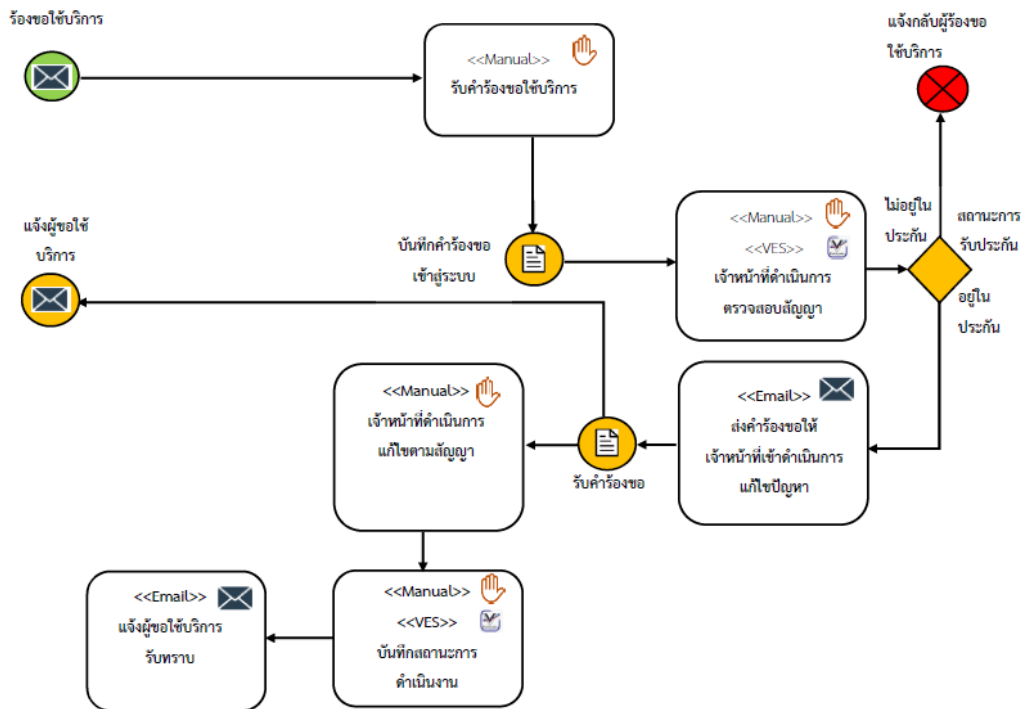 ร้องขอใช้บริการ
<<Manual>>
รับคำร้องขอใช้บริการ
แจ้งกลับผู้ร้องขอ
ใช้บริการ
แจ้งผู้ขอใช้
บริการ
บันทึกคำร้องขอ
เข้าสู่ระบบ
<<Manual>>
<<VES>>
เจ้าหน้าที่ดำเนินการ
ตรวจสอบสัญญา
ไม่อยู่ใน
ประกัน
สถานะการ
รับประกัน
อยู่ใน
ประกัน
<<Manual>>
เจ้าหน้าที่ดำเนินการ
แก้ไขตามสัญญา
รับคำร้องขอ
<<Email>>
ส่งคำร้องขอให้
เจ้าหน้าที่เข้าดำเนินการ
แก้ไขปัญหา
<<Email>>
แจ้งผู้ขอใช้บริการ
รับทราบ
<<Manual>>
<<VES>>
บันทึกสถานะการ
ดำเนินงาน